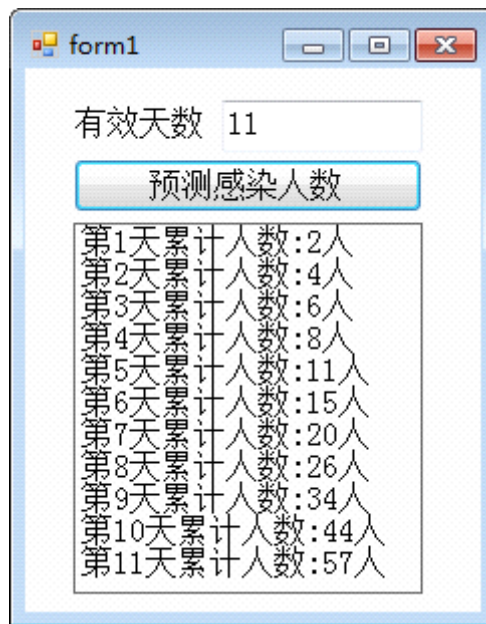 form1
有效天数 11
预测感染人数
第1天累计人数:2人
第2天累计人数:4人
第3天累计人数:6人
第4天累计人数:8人
第5天累计人数:11人
第6天累计人数:15人
第7天累计人数:20人
第8天累计人数:26人
第9天累计人数:34人
第10天累计人数:44人
第11天累计人数:57人